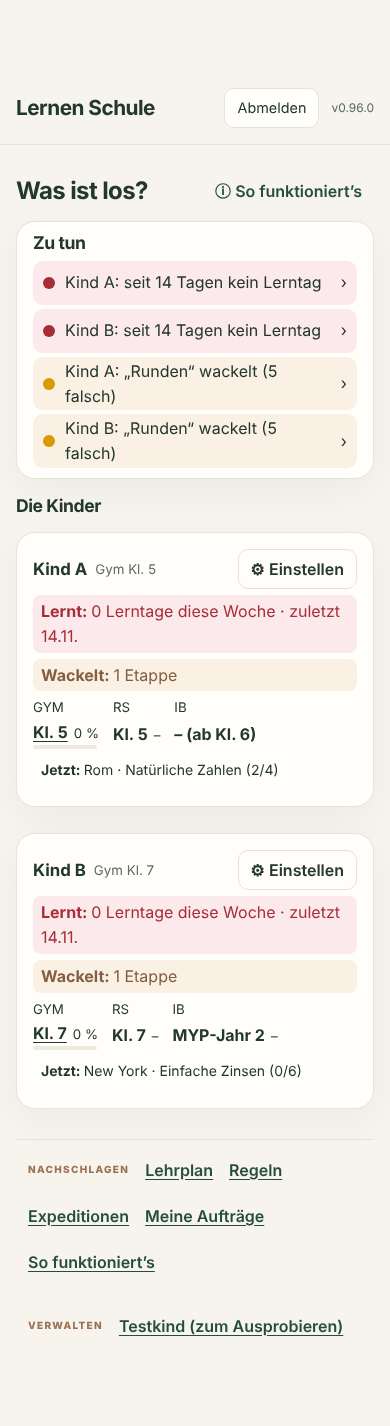 Lernen Schule
Abmelden
v0.96.0
Was ist los?
ⓘ So funktioniert’s
Zu tun
Kind A: seit 14 Tagen kein Lerntag ›
Kind B: seit 14 Tagen kein Lerntag ›
Kind A: „Runden“ wackelt (5
falsch) ›
Kind B: „Runden“ wackelt (5
falsch) ›
Die Kinder
Kind A Gym Kl. 5
⚙ Einstellen
Lernt: 0 Lerntage diese Woche · zuletzt
14.11.
Wackelt: 1 Etappe
GYM RS IB
Kl. 5 0 % Kl. 5 – – (ab Kl. 6)
Jetzt: Rom · Natürliche Zahlen (2/4)
Kind B Gym Kl. 7
⚙ Einstellen
Lernt: 0 Lerntage diese Woche · zuletzt
14.11.
Wackelt: 1 Etappe
GYM RS IB
Kl. 7 0 % Kl. 7 – MYP-Jahr 2 –
Jetzt: New York · Einfache Zinsen (0/6)
NACHSCHLAGEN Lehrplan Regeln
Expeditionen Meine Aufträge
So funktioniert’s
VERWALTEN Testkind (zum Ausprobieren)